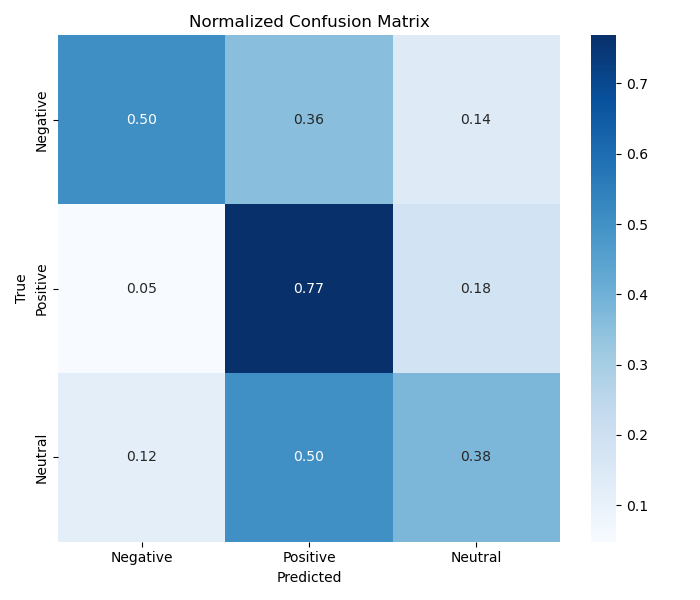 Normalized Confusion Matrix
Negative
0.50 0.36 0.14
True
Positive
0.05 0.77 0.18
Neutral
0.12 0.50 0.38
Negative Positive Neutral
Predicted
0.7
0.6
0.5
0.4
0.3
0.2
0.1